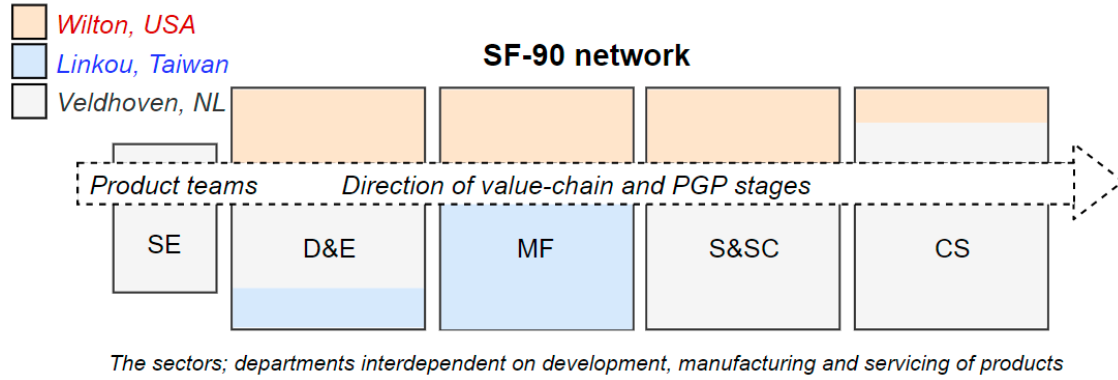 Wilton, USA
Linkou, Taiwan
Veldhoven, NL
SF-90 network
Product teams Direction of value-chain and PGP stages
SE D&E MF S&SC CS
The sectors; departments interdependent on development, manufacturing and servicing of products